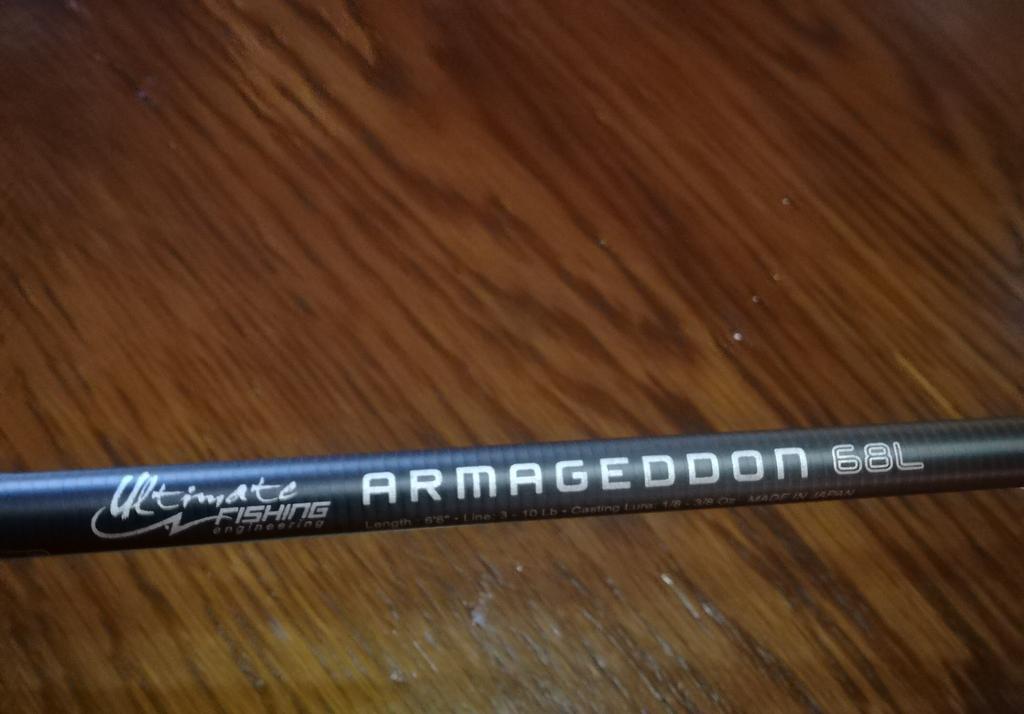 Ultimate
FISHING
engineering
ARMAGEDDON 68L
Length : 6'8" • Line: 3 - 10 Lb • Casting Lure: 1/8 - 3/8 Oz MADE IN JAPAN